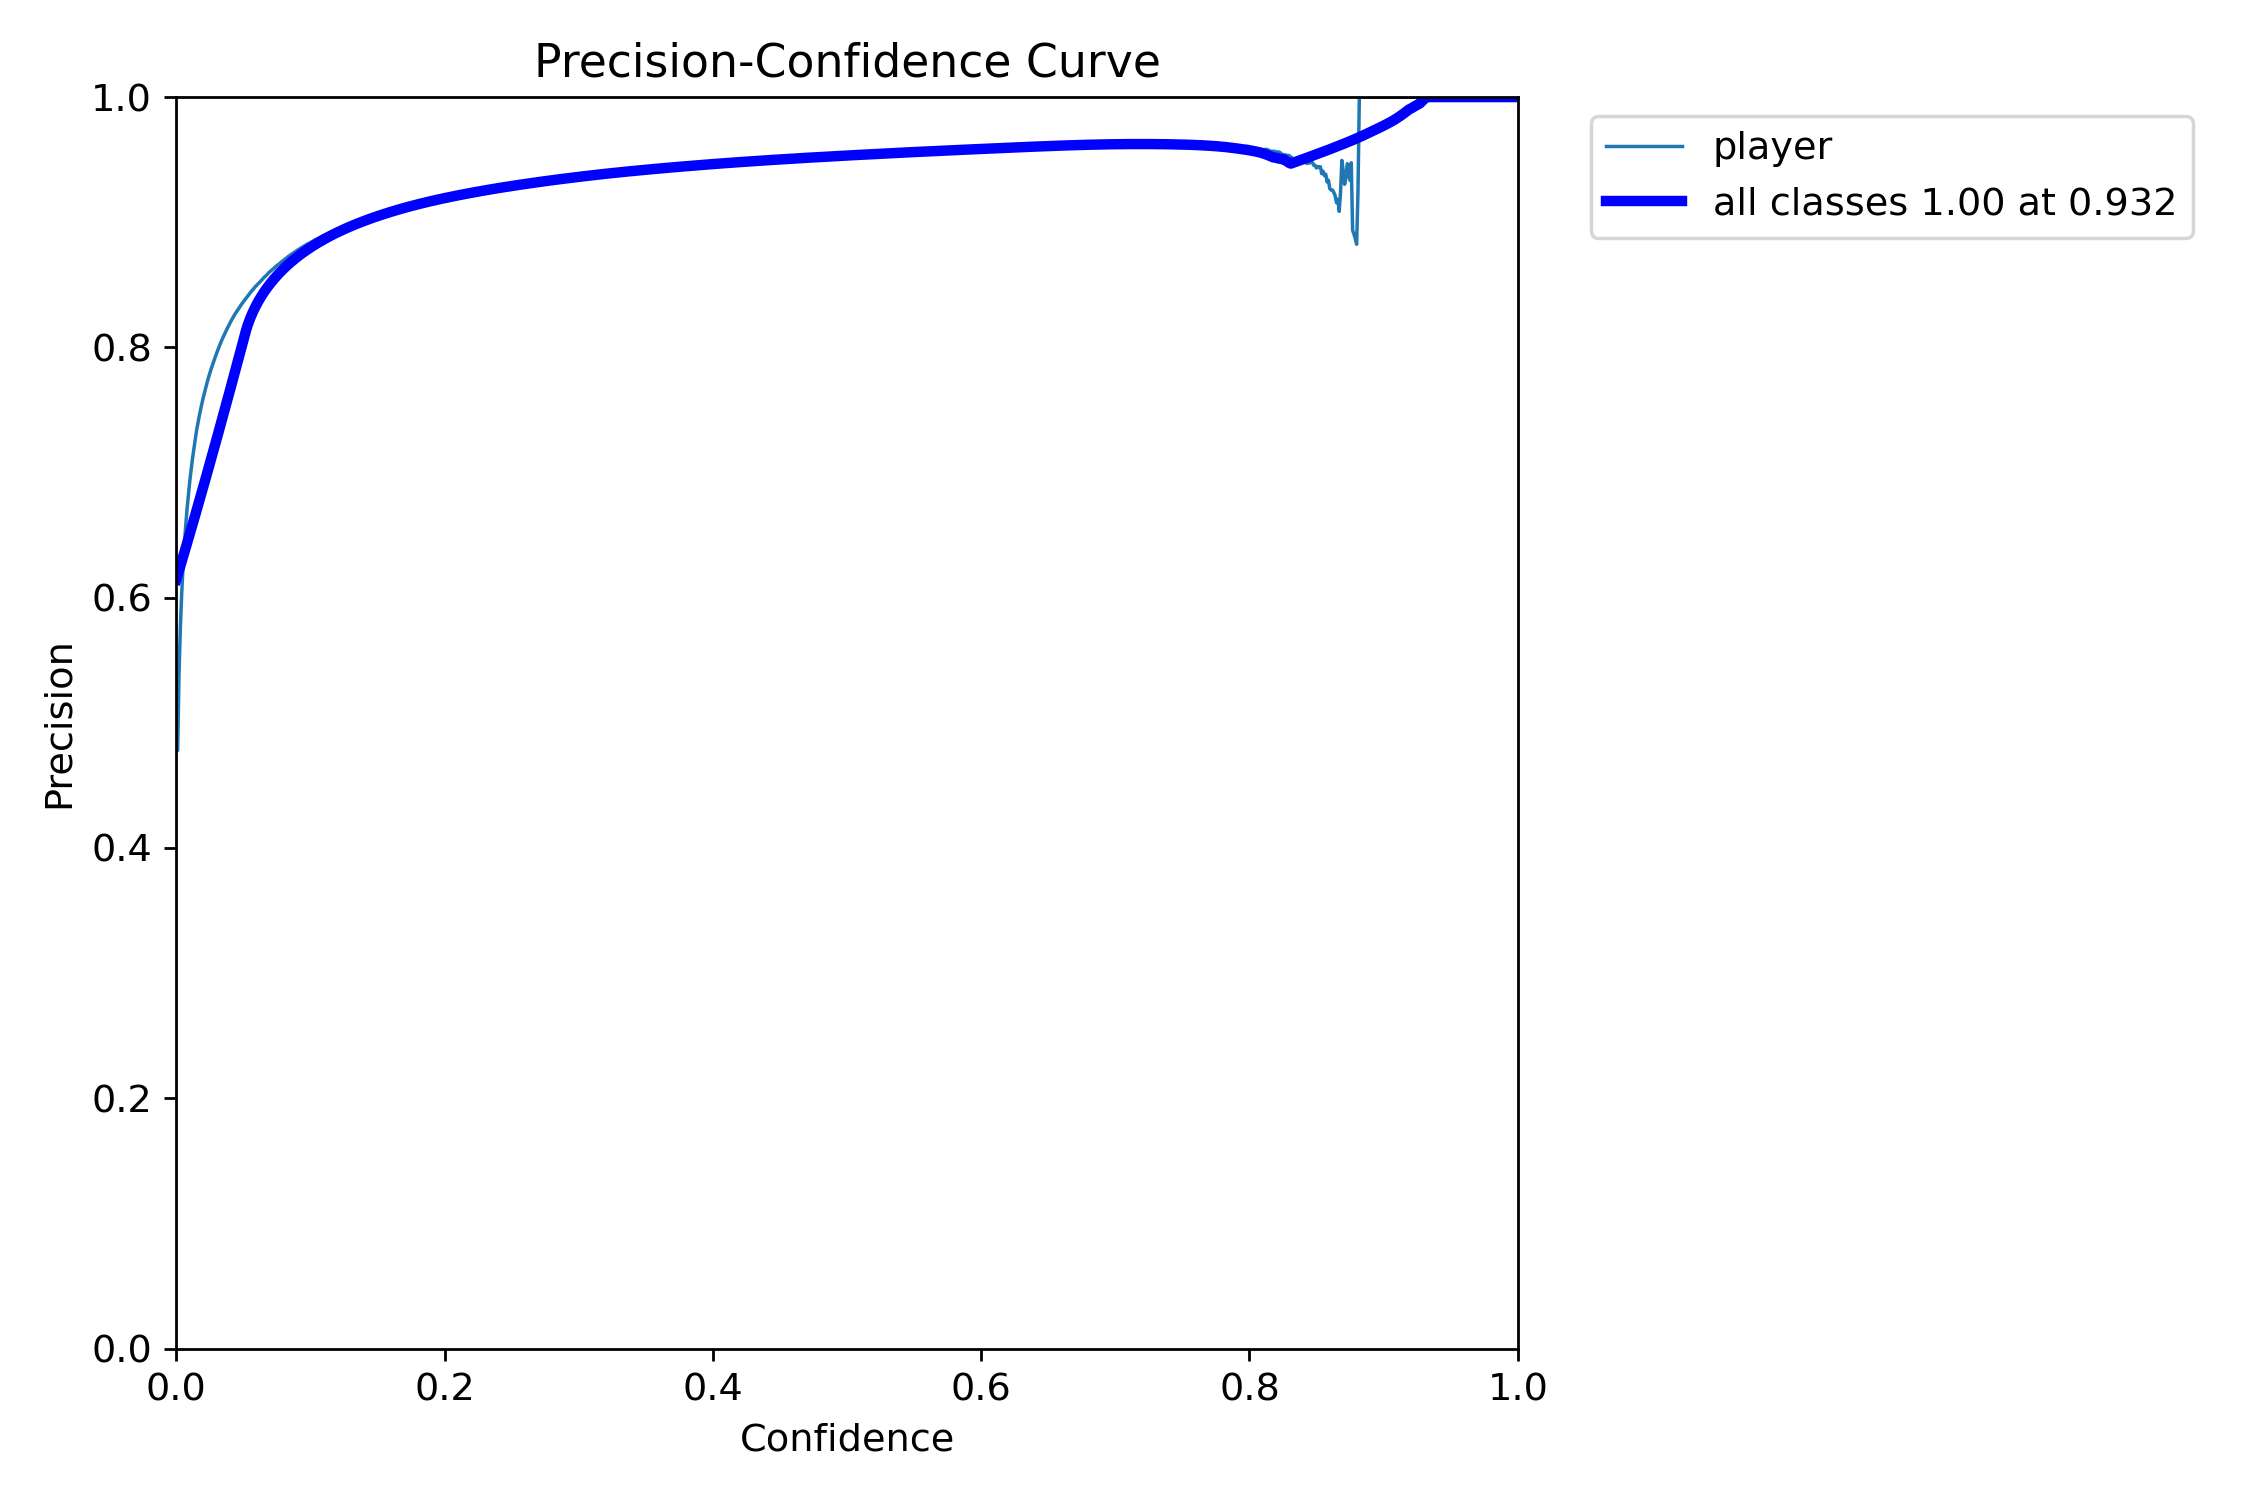 Precision-Confidence Curve
1.0
0.8
0.6
0.4
0.2
0.0
Precision
0.0 0.2 0.4 0.6 0.8 1.0
Confidence
player
all classes 1.00 at 0.932